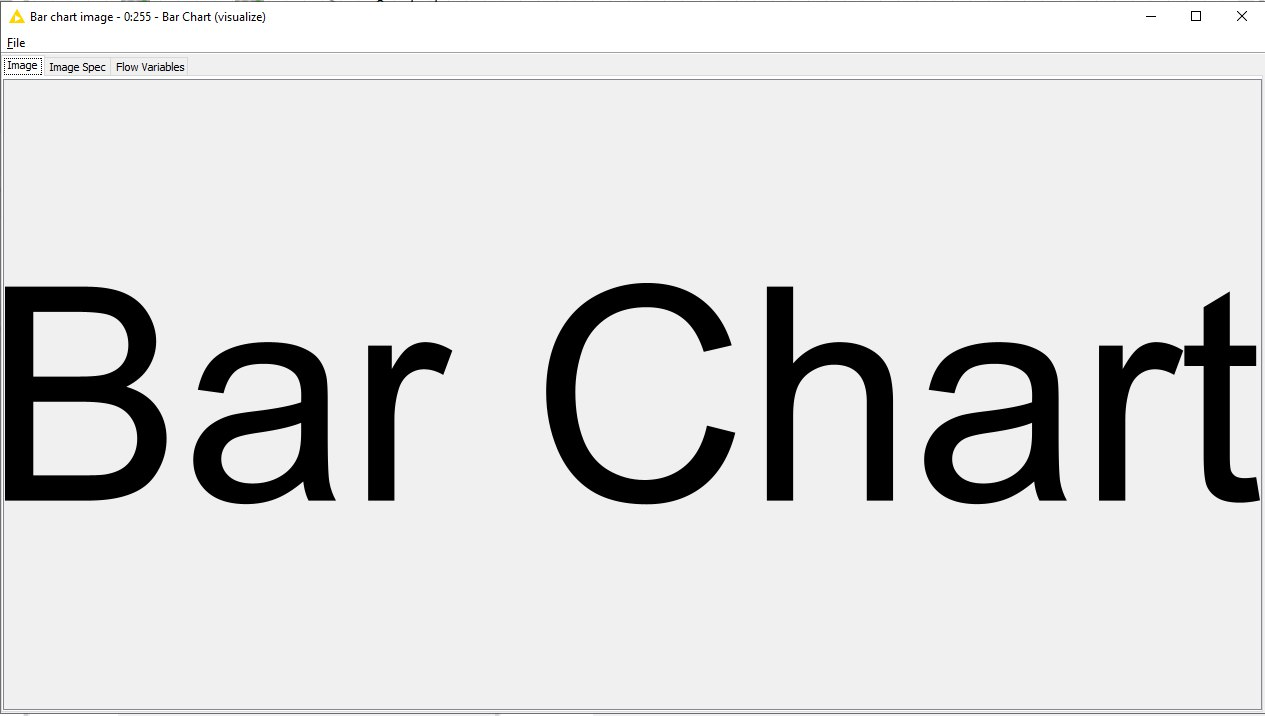 Bar chart image - 0:255 - Bar Chart (visualize)
File
Image Image Spec Flow Variables
Bar Chart